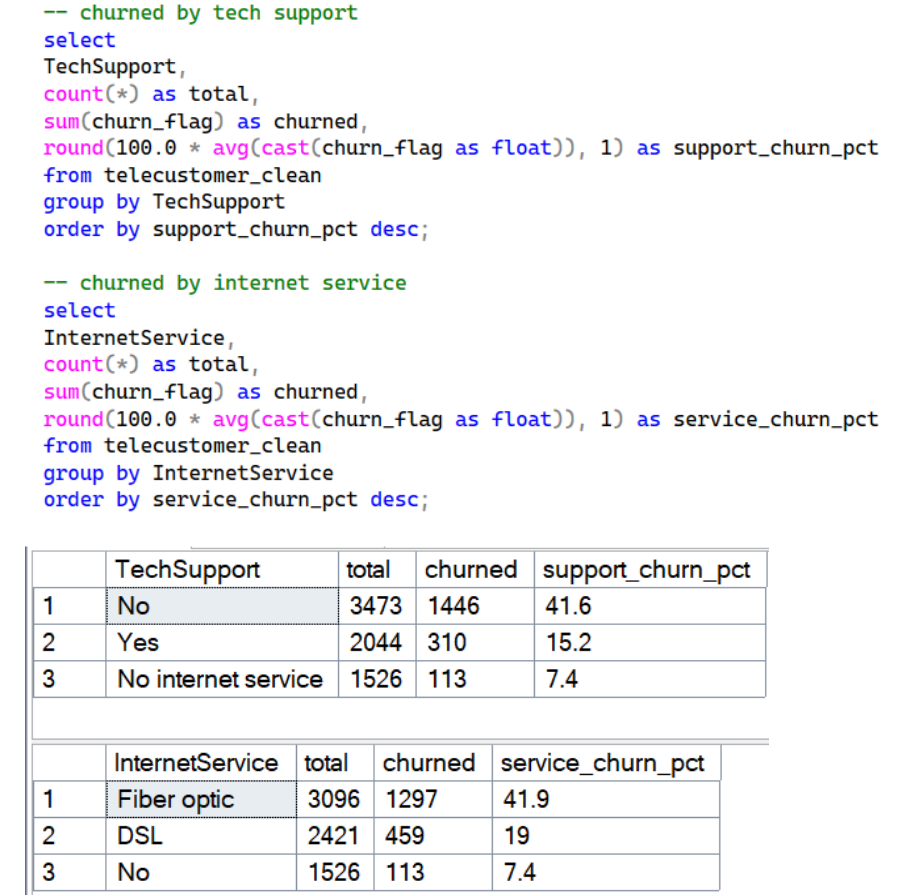 -- churned by tech support
select
TechSupport,
count(*) as total,
sum(churn_flag) as churned,
round(100.0 * avg(cast(churn_flag as float)), 1) as support_churn_pct
from telecustomer_clean
group by TechSupport
order by support_churn_pct desc;
-- churned by internet service
select
InternetService,
count(*) as total,
sum(churn_flag) as churned,
round(100.0 * avg(cast(churn_flag as float)), 1) as service_churn_pct
from telecustomer_clean
group by InternetService
order by service_churn_pct desc;
TechSupport total churned support_churn_pct
1 No 3473 1446 41.6
2 Yes 2044 310 15.2
3 No internet service 1526 113 7.4
InternetService total churned service_churn_pct
1 Fiber optic 3096 1297 41.9
2 DSL 2421 459 19
3 No 1526 113 7.4